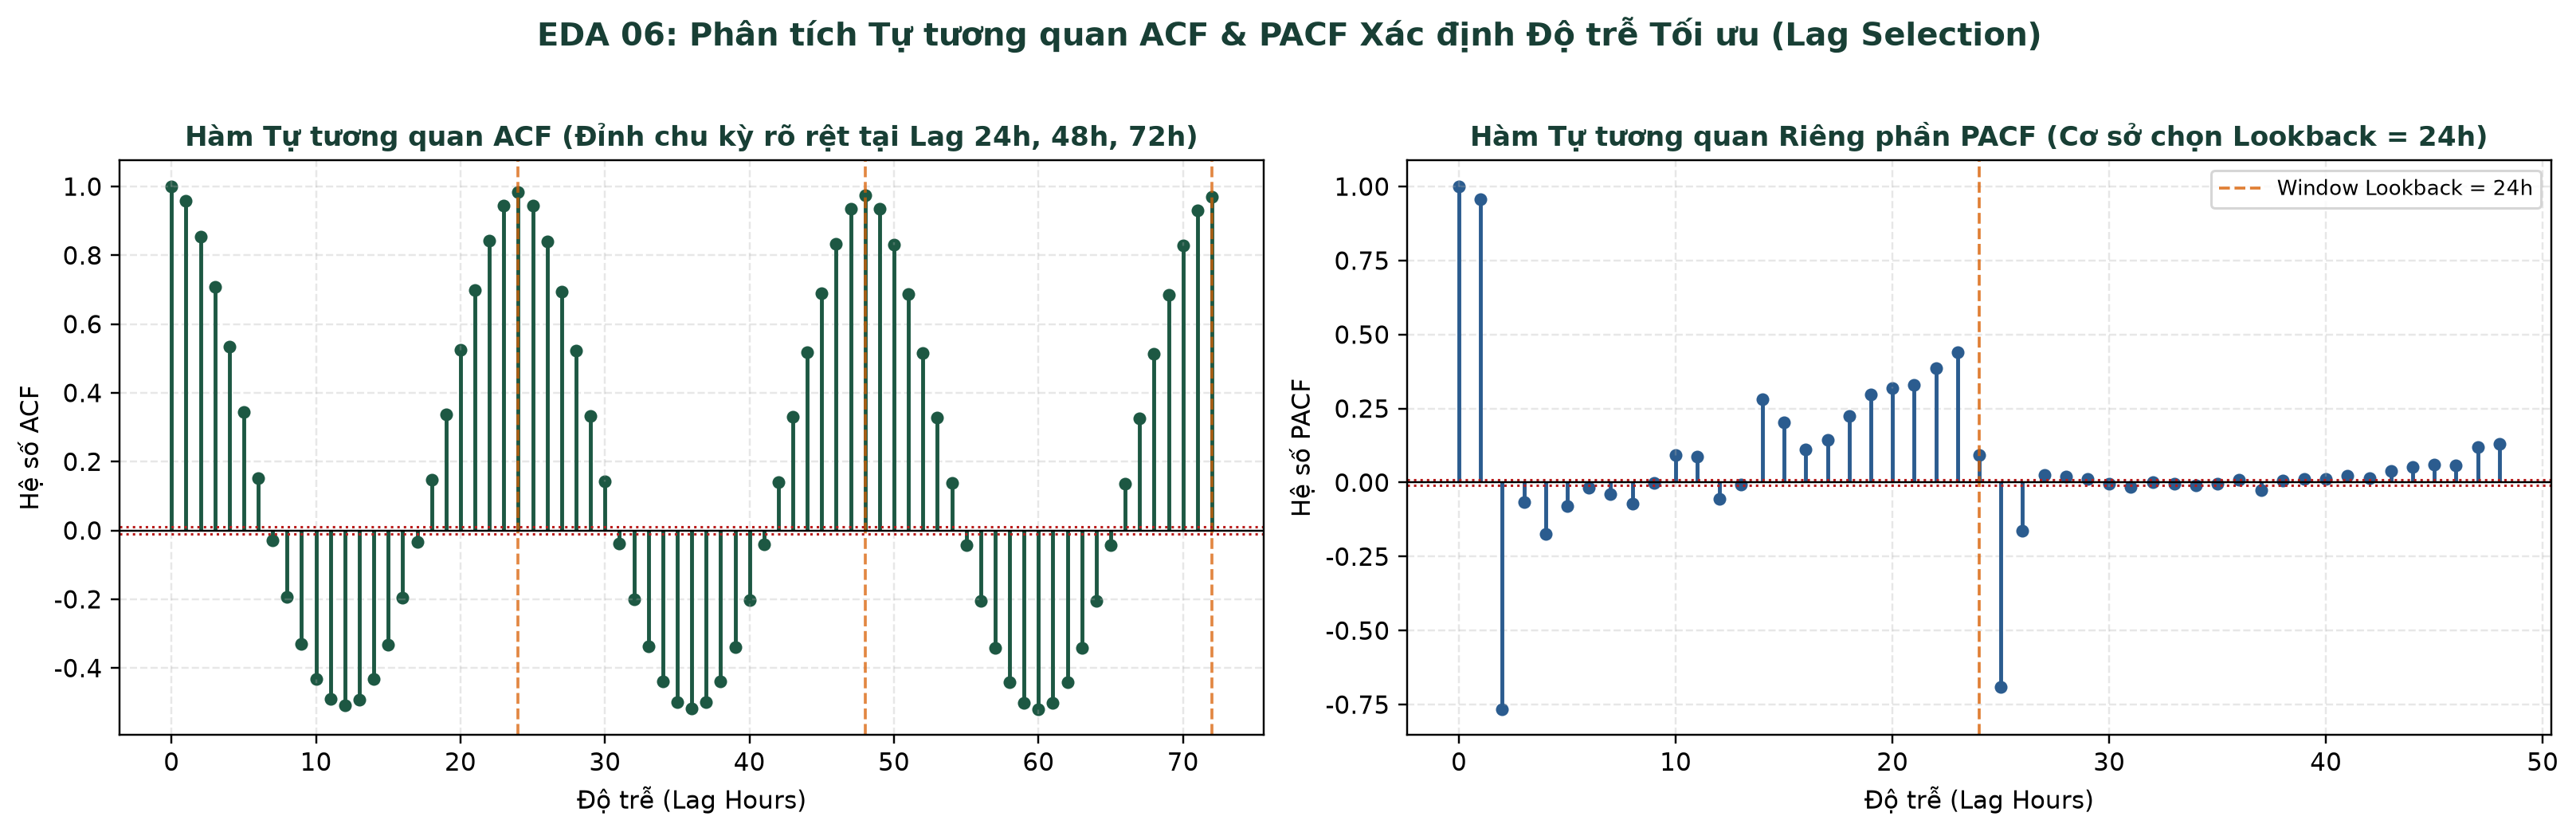 EDA 06: Phân tích Tự tương quan ACF & PACF Xác định Độ trễ Tối ưu (Lag Selection)
Hàm Tự tương quan ACF (Đỉnh chu kỳ rõ rệt tại Lag 24h, 48h, 72h)
Hệ số ACF
1.0
0.8
0.6
0.4
0.2
0.0
-0.2
-0.4
0 10 20 30 40 50 60 70
Độ trễ (Lag Hours)
Hàm Tự tương quan Riêng phần PACF (Cơ sở chọn Lookback = 24h)
Window Lookback = 24h
Hệ số PACF
1.00
0.75
0.50
0.25
0.00
-0.25
-0.50
-0.75
0 10 20 30 40 50
Độ trễ (Lag Hours)